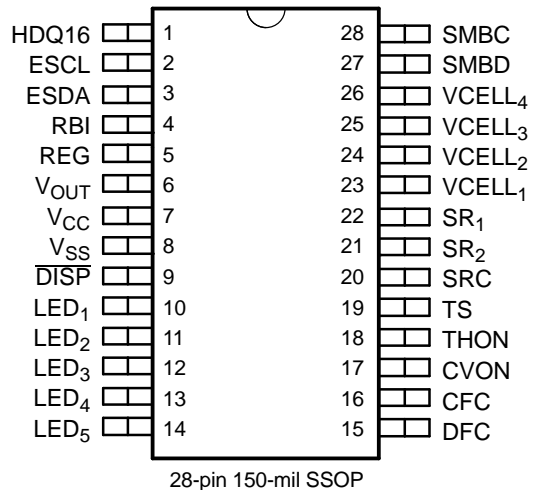 HDQ16 1 28 SMBC
ESCL 2 27 SMBD
ESDA 3 26 VCELL₄
RBI 4 25 VCELL₃
REG 5 24 VCELL₂
V_OUT 6 23 VCELL₁
V_CC 7 22 SR₁
V_SS 8 21 SR₂
DISP 9 20 SRC
LED₁ 10 19 TS
LED₂ 11 18 THON
LED₃ 12 17 CVON
LED₄ 13 16 CFC
LED₅ 14 15 DFC
28-pin 150-mil SSOP